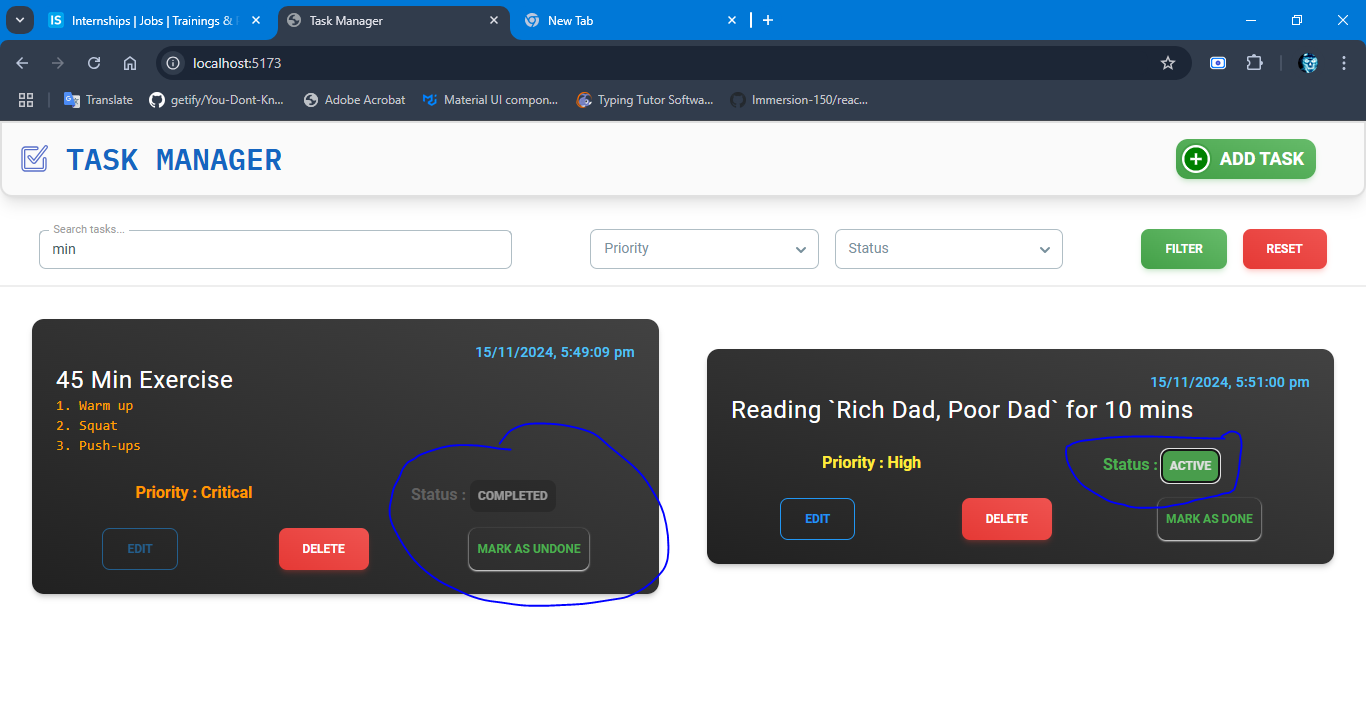 Internships | Jobs | Trainings &
Task Manager
New Tab
localhost:5173
Translate
getify/You-Dont-Kn...
Adobe Acrobat
Material UI compon...
Typing Tutor Softwa...
Immersion-150/reac...
TASK MANAGER
ADD TASK
Search tasks...
min
Priority
Status
FILTER
RESET
15/11/2024, 5:49:09 pm
45 Min Exercise
1. Warm up
2. Squat
3. Push-ups
Priority : Critical
Status : COMPLETED
EDIT
DELETE
MARK AS UNDONE
15/11/2024, 5:51:00 pm
Reading `Rich Dad, Poor Dad` for 10 mins
Priority : High
Status : ACTIVE
EDIT
DELETE
MARK AS DONE